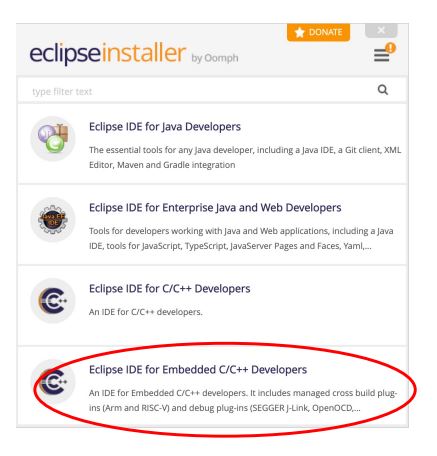 DONATE
eclipseinstaller by Oomph
type filter text
Eclipse IDE for Java Developers
The essential tools for any Java developer, including a Java IDE, a Git client, XML
Editor, Maven and Gradle integration
Java EE
IDE
Eclipse IDE for Enterprise Java and Web Developers
Tools for developers working with Java and Web applications, including a Java
IDE, tools for JavaScript, TypeScript, JavaServer Pages and Faces, Yaml,...
C++
Eclipse IDE for C/C++ Developers
An IDE for C/C++ developers.
C++
Eclipse IDE for Embedded C/C++ Developers
An IDE for Embedded C/C++ developers. It includes managed cross build plug-
ins (Arm and RISC-V) and debug plug-ins (SEGGER J-Link, OpenOCD,...